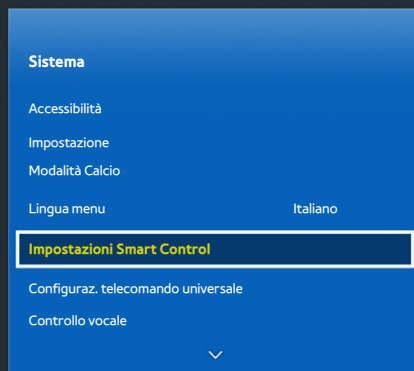 Sistema
Accessibilità
Impostazione
Modalità Calcio
Lingua menu Italiano
Impostazioni Smart Control
Configuraz. telecomando universale
Controllo vocale